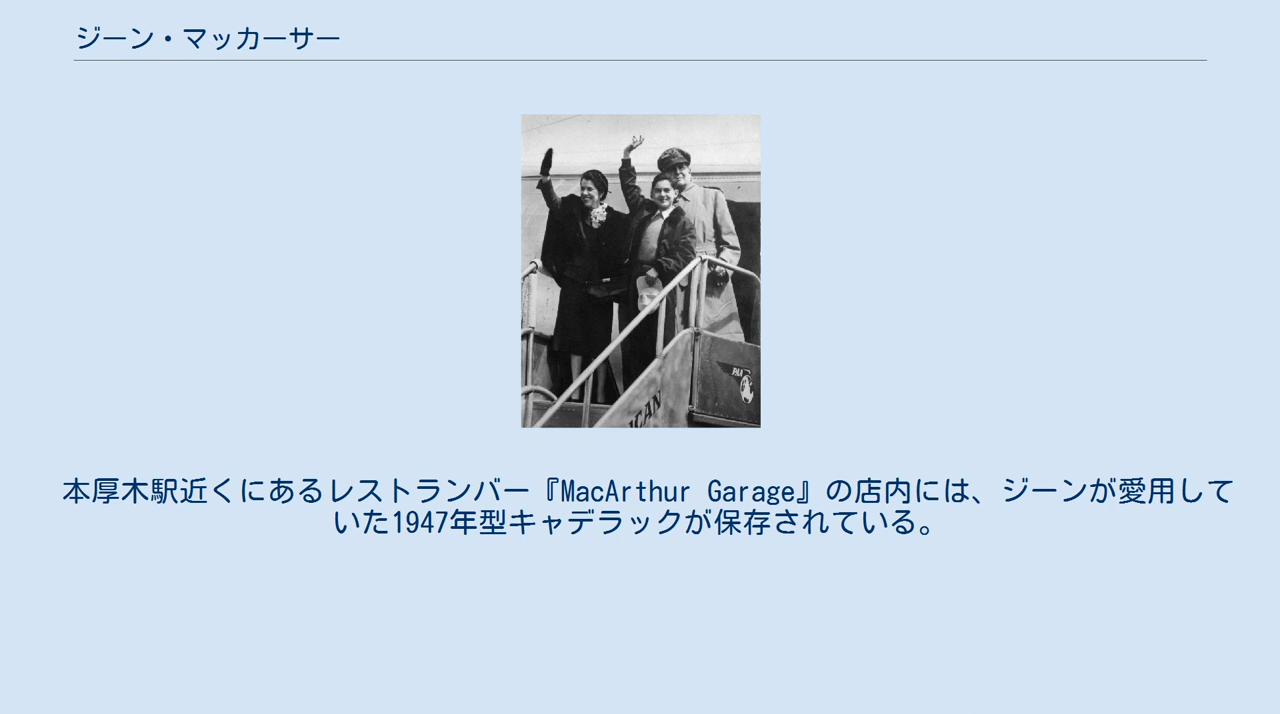 ジーン・マッカーサー
本厚木駅近くにあるレストランバー『MacArthur Garage』の店内には、ジーンが愛用して
いた1947年型キャデラックが保存されている。
PAA
ICAN